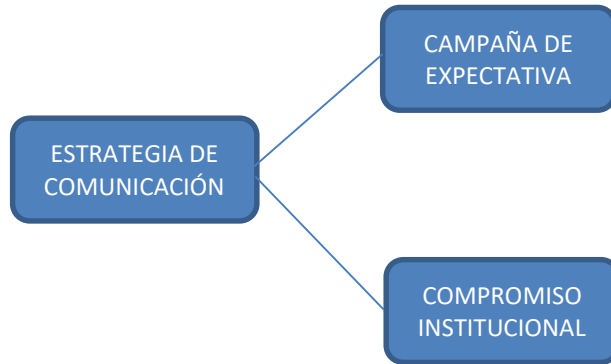 CAMPAÑA DE
EXPECTATIVA
ESTRATEGIA DE
COMUNICACIÓN
COMPROMISO
INSTITUCIONAL